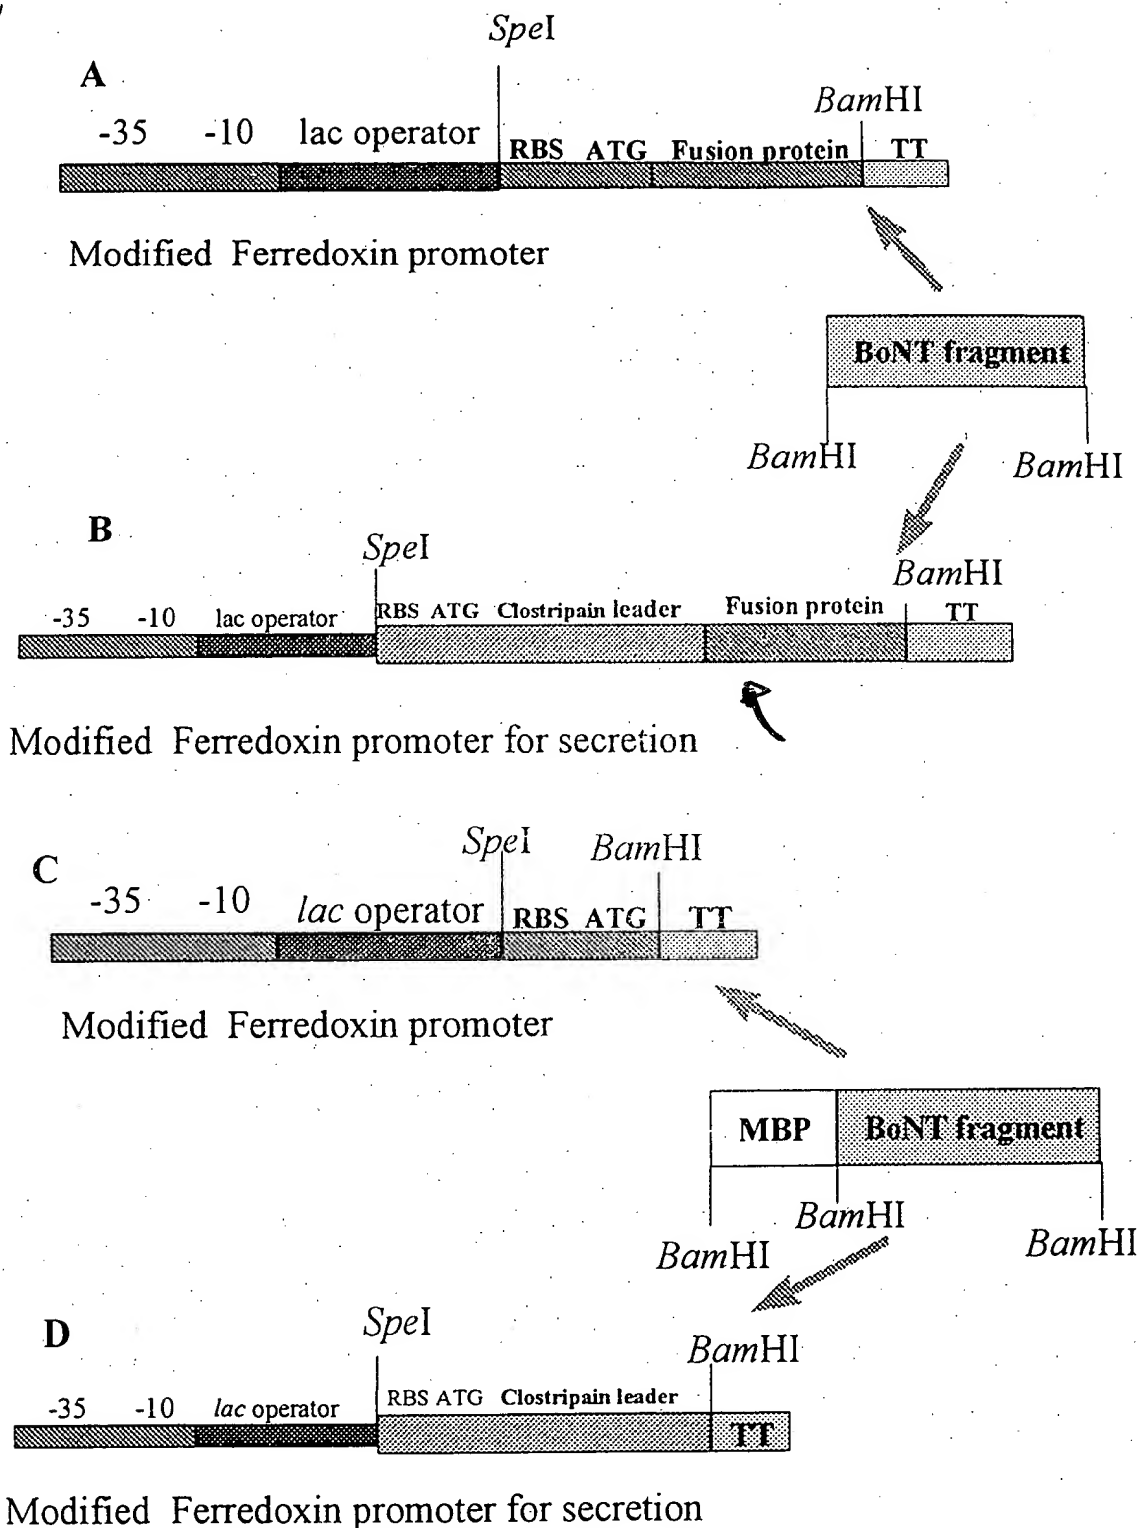 SpeI
A
BamHI
-35 -10 lac operator
RBS ATG Fusion protein TT
Modified Ferredoxin promoter
BoNT fragment
BamHI BamHI
B
SpeI
BamHI
-35 -10 lac operator RBS ATG Clostripain leader Fusion protein TT
Modified Ferredoxin promoter for secretion
C
SpeI BamHI
-35 -10 lac operator RBS ATG TT
Modified Ferredoxin promoter
MBP BoNT fragment
BamHI
BamHI BamHI
D
SpeI
BamHI
-35 -10 lac operator RBS ATG Clostripain leader
TT
Modified Ferredoxin promoter for secretion